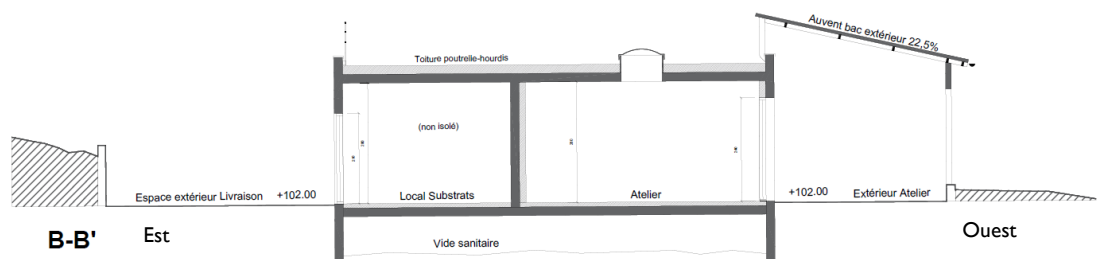 Auvent bac extérieur 22,5%
Toiture poutrelle-hourdis
(non isolé)
Espace extérieur Livraison +102.00
Local Substrats
Atelier
+102.00 Extérieur Atelier
B-B' Est
Ouest
Vide sanitaire